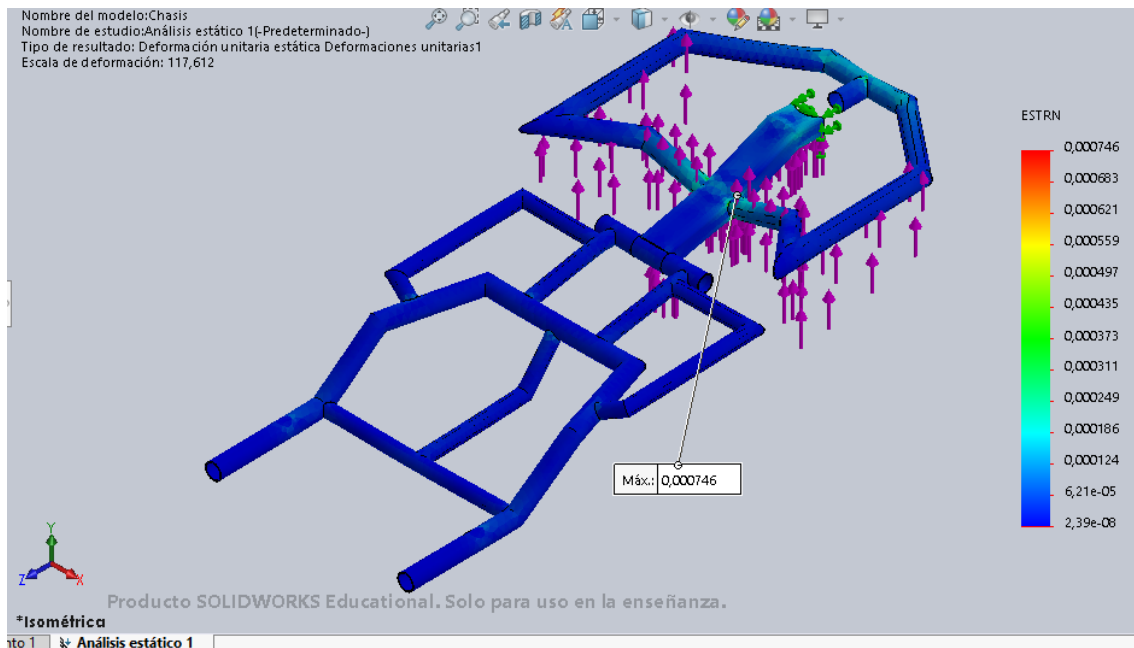 Nombre del modelo:Chasis
Nombre de estudio:Análisis estático 1(-Predeterminado-)
Tipo de resultado: Deformación unitaria estática Deformaciones unitarias1
Escala de deformación: 117,612
ESTRN
0,000746
0,000683
0,000621
0,000559
0,000497
0,000435
0,000373
0,000311
0,000249
0,000186
0,000124
6,21e-05
2,39e-08
Máx.: 0,000746
Y
Z
X
Producto SOLIDWORKS Educational. Solo para uso en la enseñanza.
*Isométrica
nto 1
Análisis estático 1